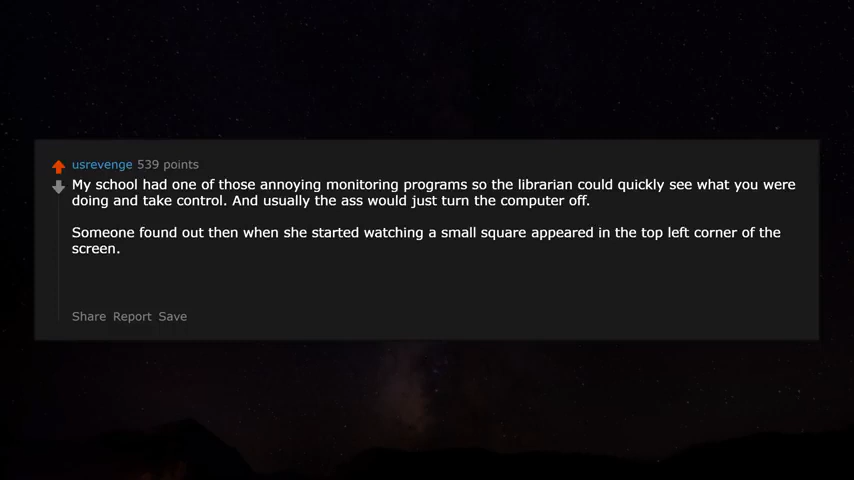 usrevenge 539 points
My school had one of those annoying monitoring programs so the librarian could quickly see what you were
doing and take control. And usually the ass would just turn the computer off.
Someone found out then when she started watching a small square appeared in the top left corner of the
screen.
Share Report Save